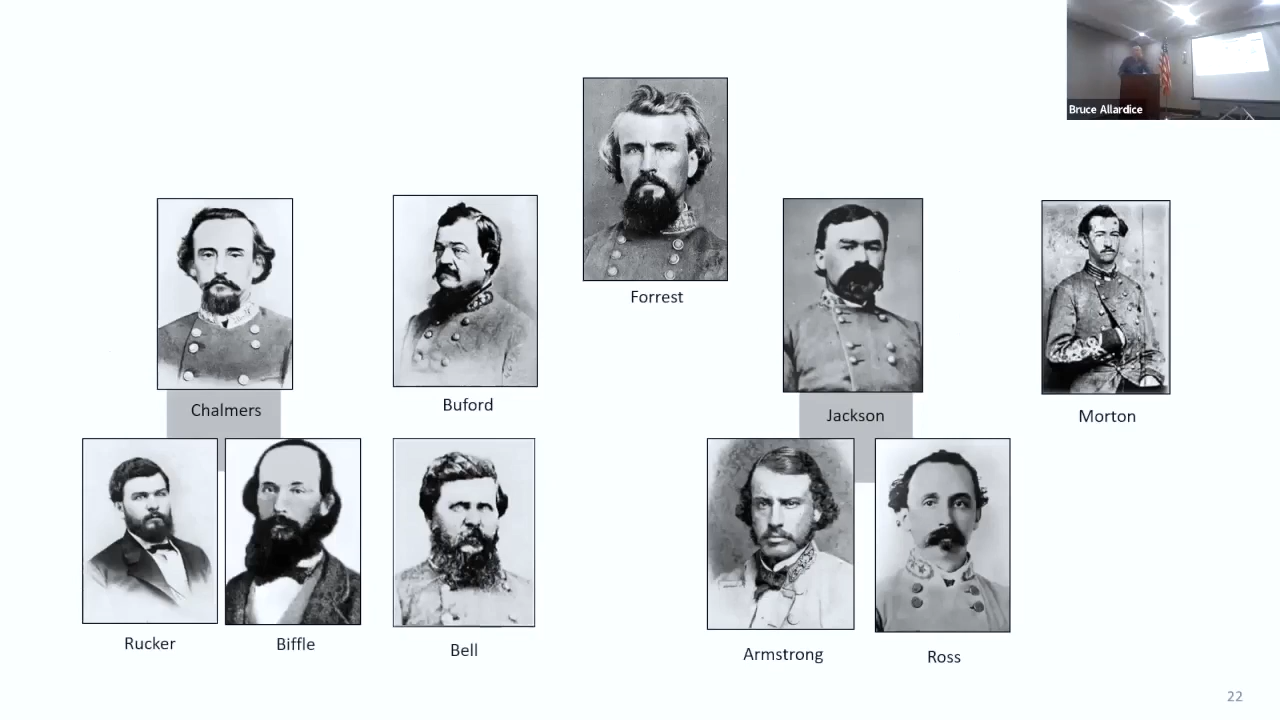 Bruce Allardice
Forrest
Chalmers
Buford
Jackson
Morton
Rucker
Biffle
Bell
Armstrong
Ross
22